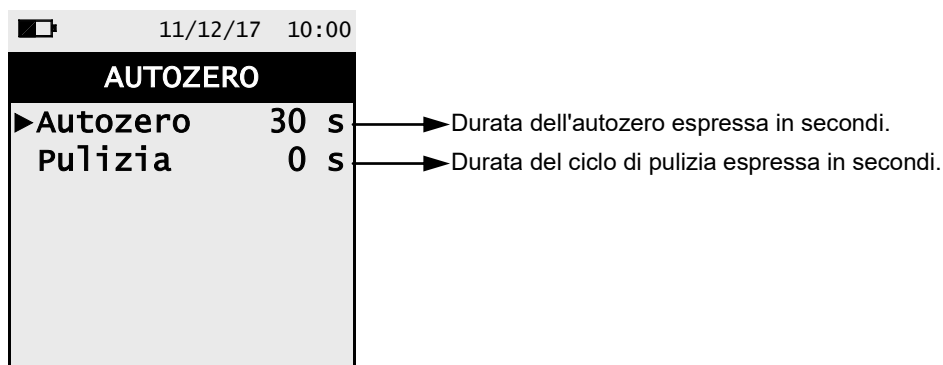 11/12/17 10:00
AUTOZERO
►Autozero 30 s
Durata dell'autozero espressa in secondi.
Pulizia 0 s
Durata del ciclo di pulizia espressa in secondi.